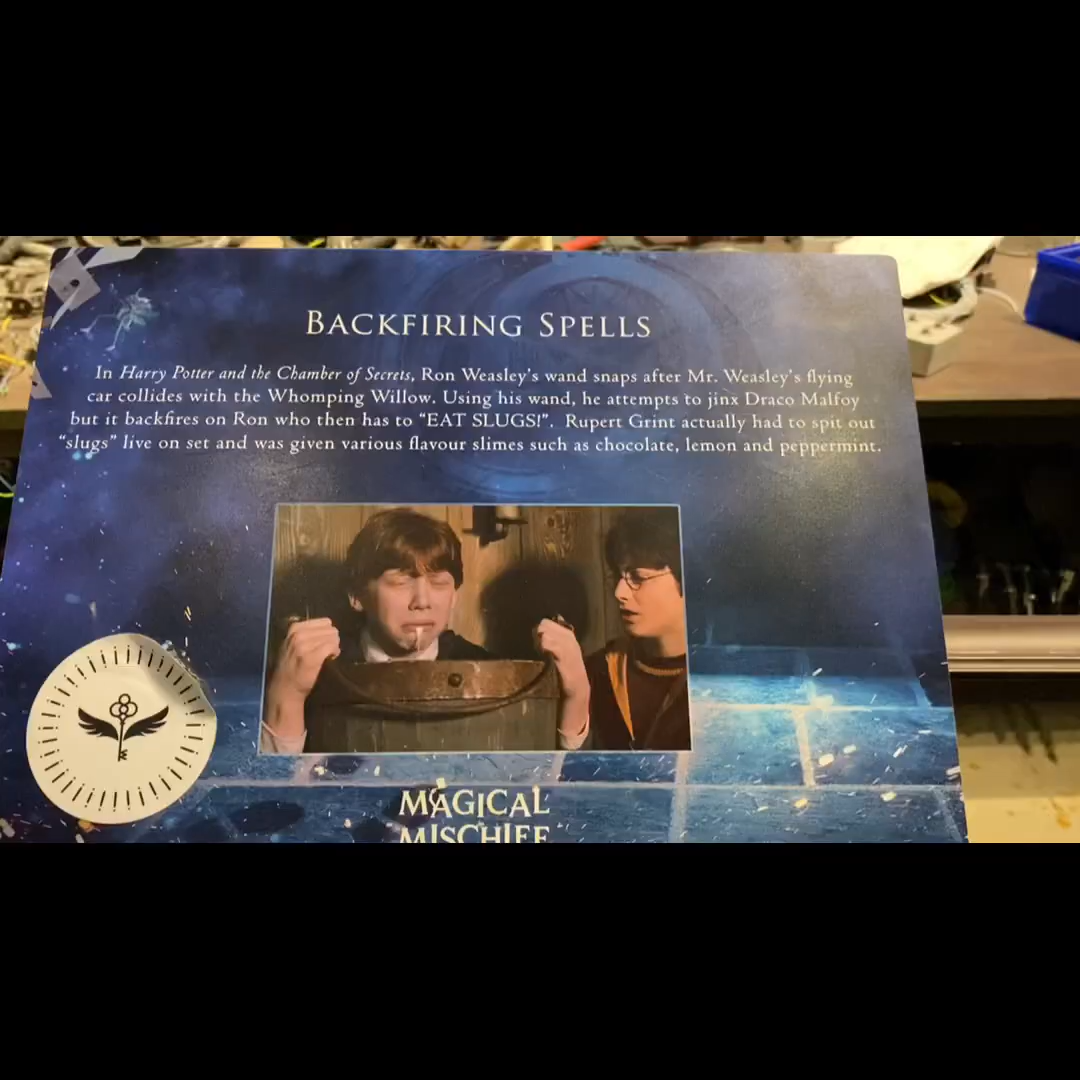 BACKFIRING SPELLS
In Harry Potter and the Chamber of Secrets, Ron Weasley's wand snaps after Mr. Weasley's flying
car collides with the Whomping Willow. Using his wand, he attempts to jinx Draco Malfoy
but it backfires on Ron who then has to “EAT SLUGS!”. Rupert Grint actually had to spit out
“slugs” live on set and was given various flavour slimes such as chocolate, lemon and peppermint.
MAGICAL
MISCHIEF